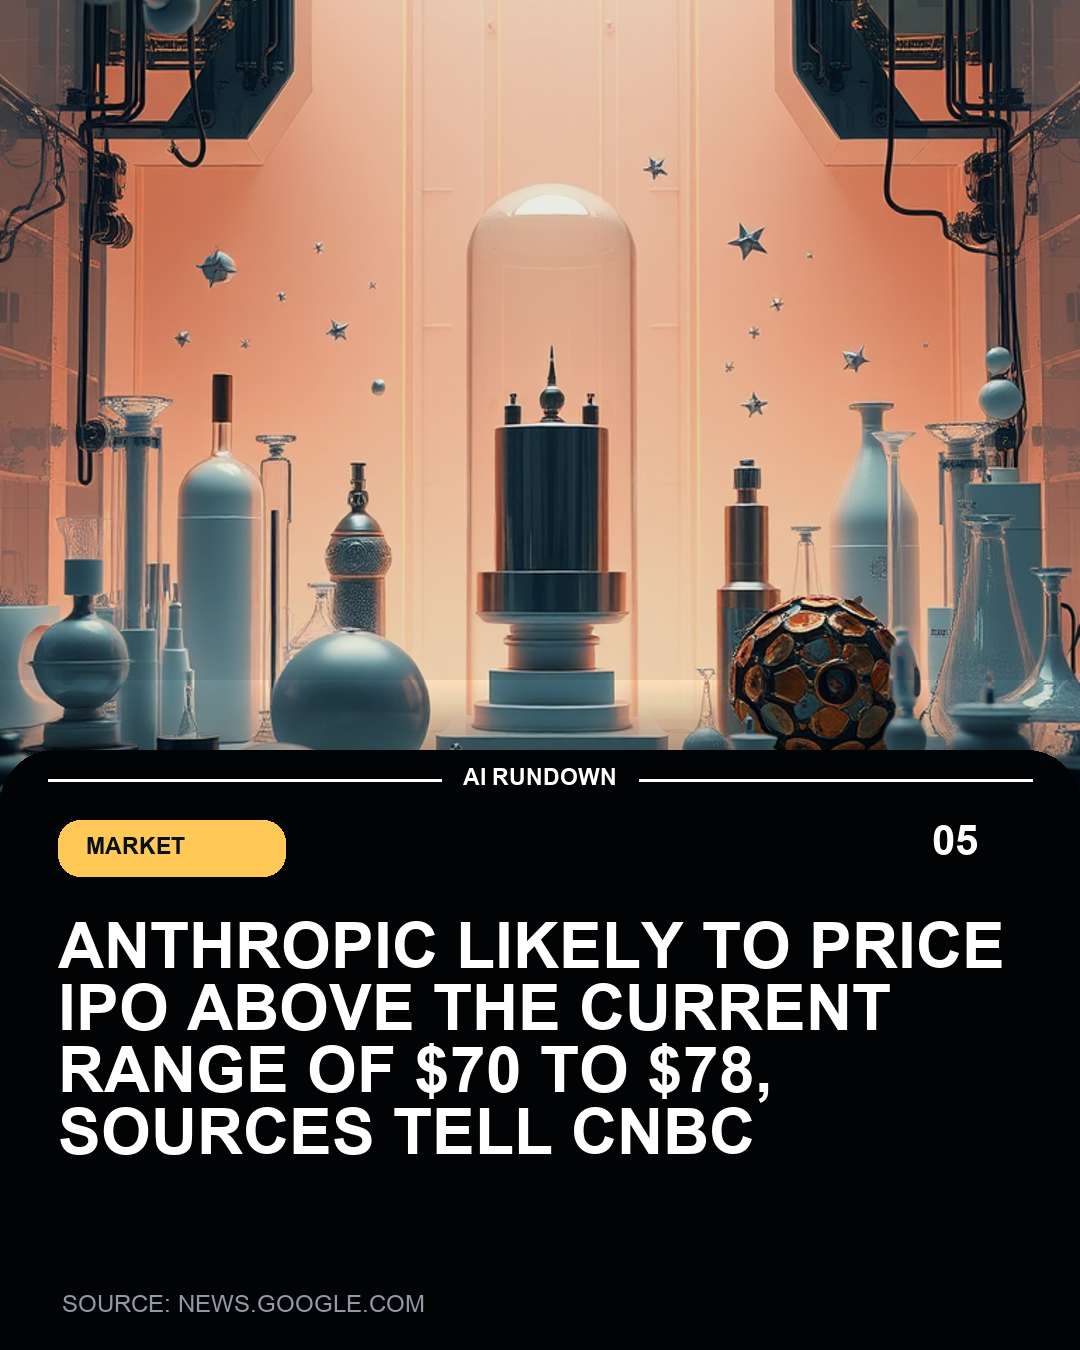 AI RUNDOWN
MARKET
05
ANTHROPIC LIKELY TO PRICE
IPO ABOVE THE CURRENT
RANGE OF $70 TO $78,
SOURCES TELL CNBC
SOURCE: NEWS.GOOGLE.COM